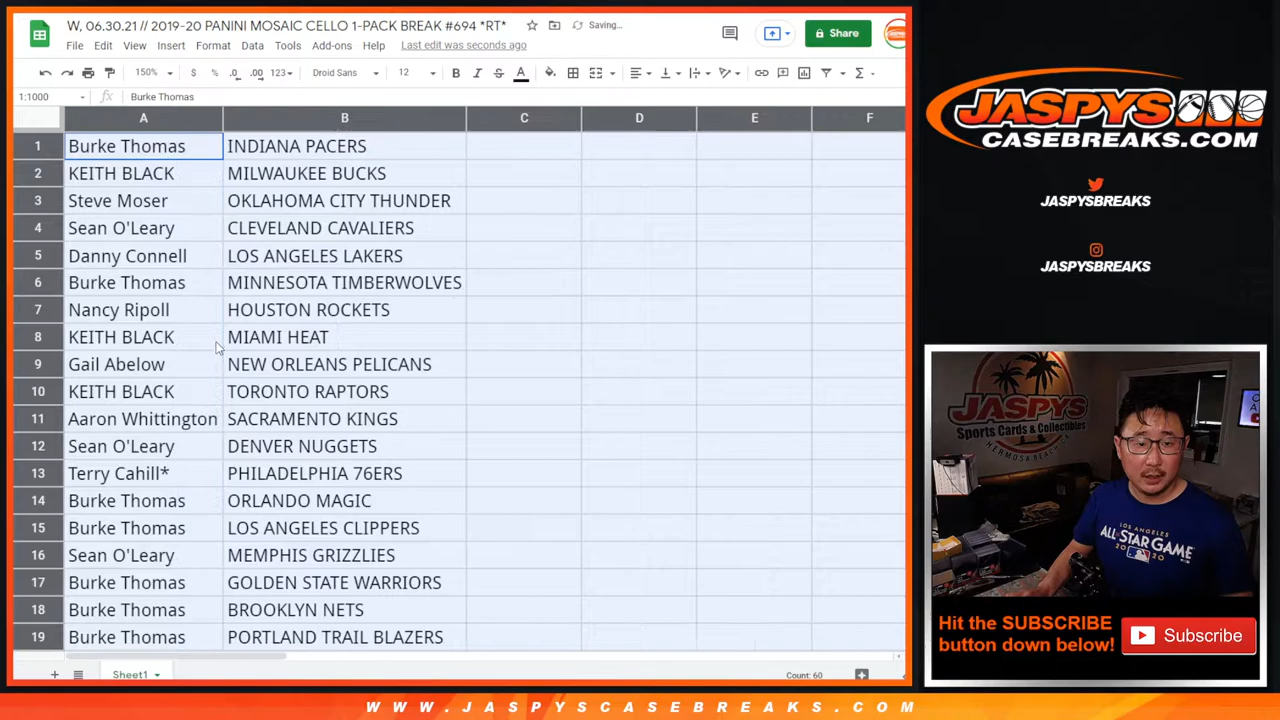 W, 06.30.21 // 2019-20 PANINI MOSAIC CELLO 1-PACK BREAK #694 *RT*
Saving...
File Edit View Insert Format Data Tools Add-ons Help Last edit was seconds ago
Share
150% $ % .0 .00 123 Droid Sans 12 B I S A
1:1000 fx Burke Thomas
A B C D E F
1 Burke Thomas INDIANA PACERS
2 KEITH BLACK MILWAUKEE BUCKS
3 Steve Moser OKLAHOMA CITY THUNDER
4 Sean O'Leary CLEVELAND CAVALIERS
5 Danny Connell LOS ANGELES LAKERS
6 Burke Thomas MINNESOTA TIMBERWOLVES
7 Nancy Ripoll HOUSTON ROCKETS
8 KEITH BLACK MIAMI HEAT
9 Gail Abelow NEW ORLEANS PELICANS
10 KEITH BLACK TORONTO RAPTORS
11 Aaron Whittington SACRAMENTO KINGS
12 Sean O'Leary DENVER NUGGETS
13 Terry Cahill* PHILADELPHIA 76ERS
14 Burke Thomas ORLANDO MAGIC
15 Burke Thomas LOS ANGELES CLIPPERS
16 Sean O'Leary MEMPHIS GRIZZLIES
17 Burke Thomas GOLDEN STATE WARRIORS
18 Burke Thomas BROOKLYN NETS
19 Burke Thomas PORTLAND TRAIL BLAZERS
Sheet1
Count: 60
JASPYS
CASEBREAKS.COM
JASPYSBREAKS
JASPYSBREAKS
JASPYS
Sports Cards & Collectibles
HERMOSA BEACH
LOS ANGELES
ALL STAR GAME
2020
Hit the SUBSCRIBE
button down below!
Subscribe
WWW.JASPYSCASEBREAKS.COM